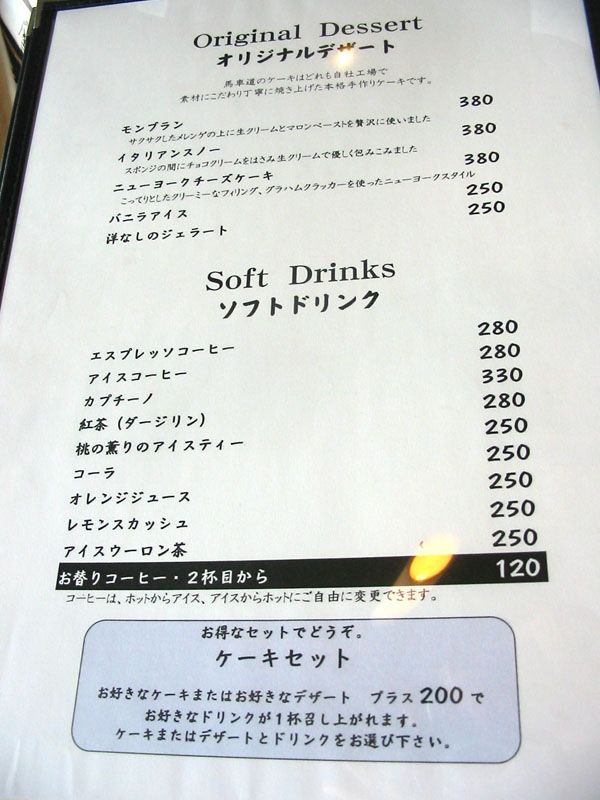 Original Dessert
オリジナルデザート
馬車道のケーキはどれも自社工場で
素材にこだわり丁寧に焼き上げた本格手作りケーキです。
モンブラン 380
サクサクしたメレンゲの上に生クリームとマロンペーストを贅沢に使いました
イタリアンスノー 380
スポンジの間にチョコクリームをはさみ生クリームで優しく包みこみました
ニューヨークチーズケーキ 380
こってりとしたクリーミーなフィリング、グラハムクラッカーを使ったニューヨークスタイル
バニラアイス 250
洋なしのジェラート 250
Soft Drinks
ソフトドリンク
エスプレッソコーヒー 280
アイスコーヒー 280
カプチーノ 330
紅茶（ダージリン） 280
桃の薫りのアイスティー 250
コーラ 250
オレンジジュース 250
レモンスカッシュ 250
アイスウーロン茶 250
お替りコーヒー・２杯目から 120
コーヒーは、ホットからアイス、アイスからホットにご自由に変更できます。
お得なセットでどうぞ。
ケーキセット
お好きなケーキまたはお好きなデザート プラス 200 で
お好きなドリンクが１杯召し上がれます。
ケーキまたはデザートとドリンクをお選び下さい。